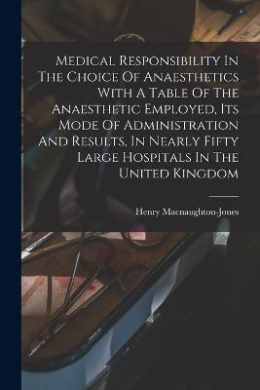 Medical Responsibility In
The Choice Of Anaesthetics
With A Table Of The
Anaesthetic Employed, Its
Mode Of Administration
And Results, In Nearly Fifty
Large Hospitals In The
United Kingdom
Henry Macnaughton-Jones